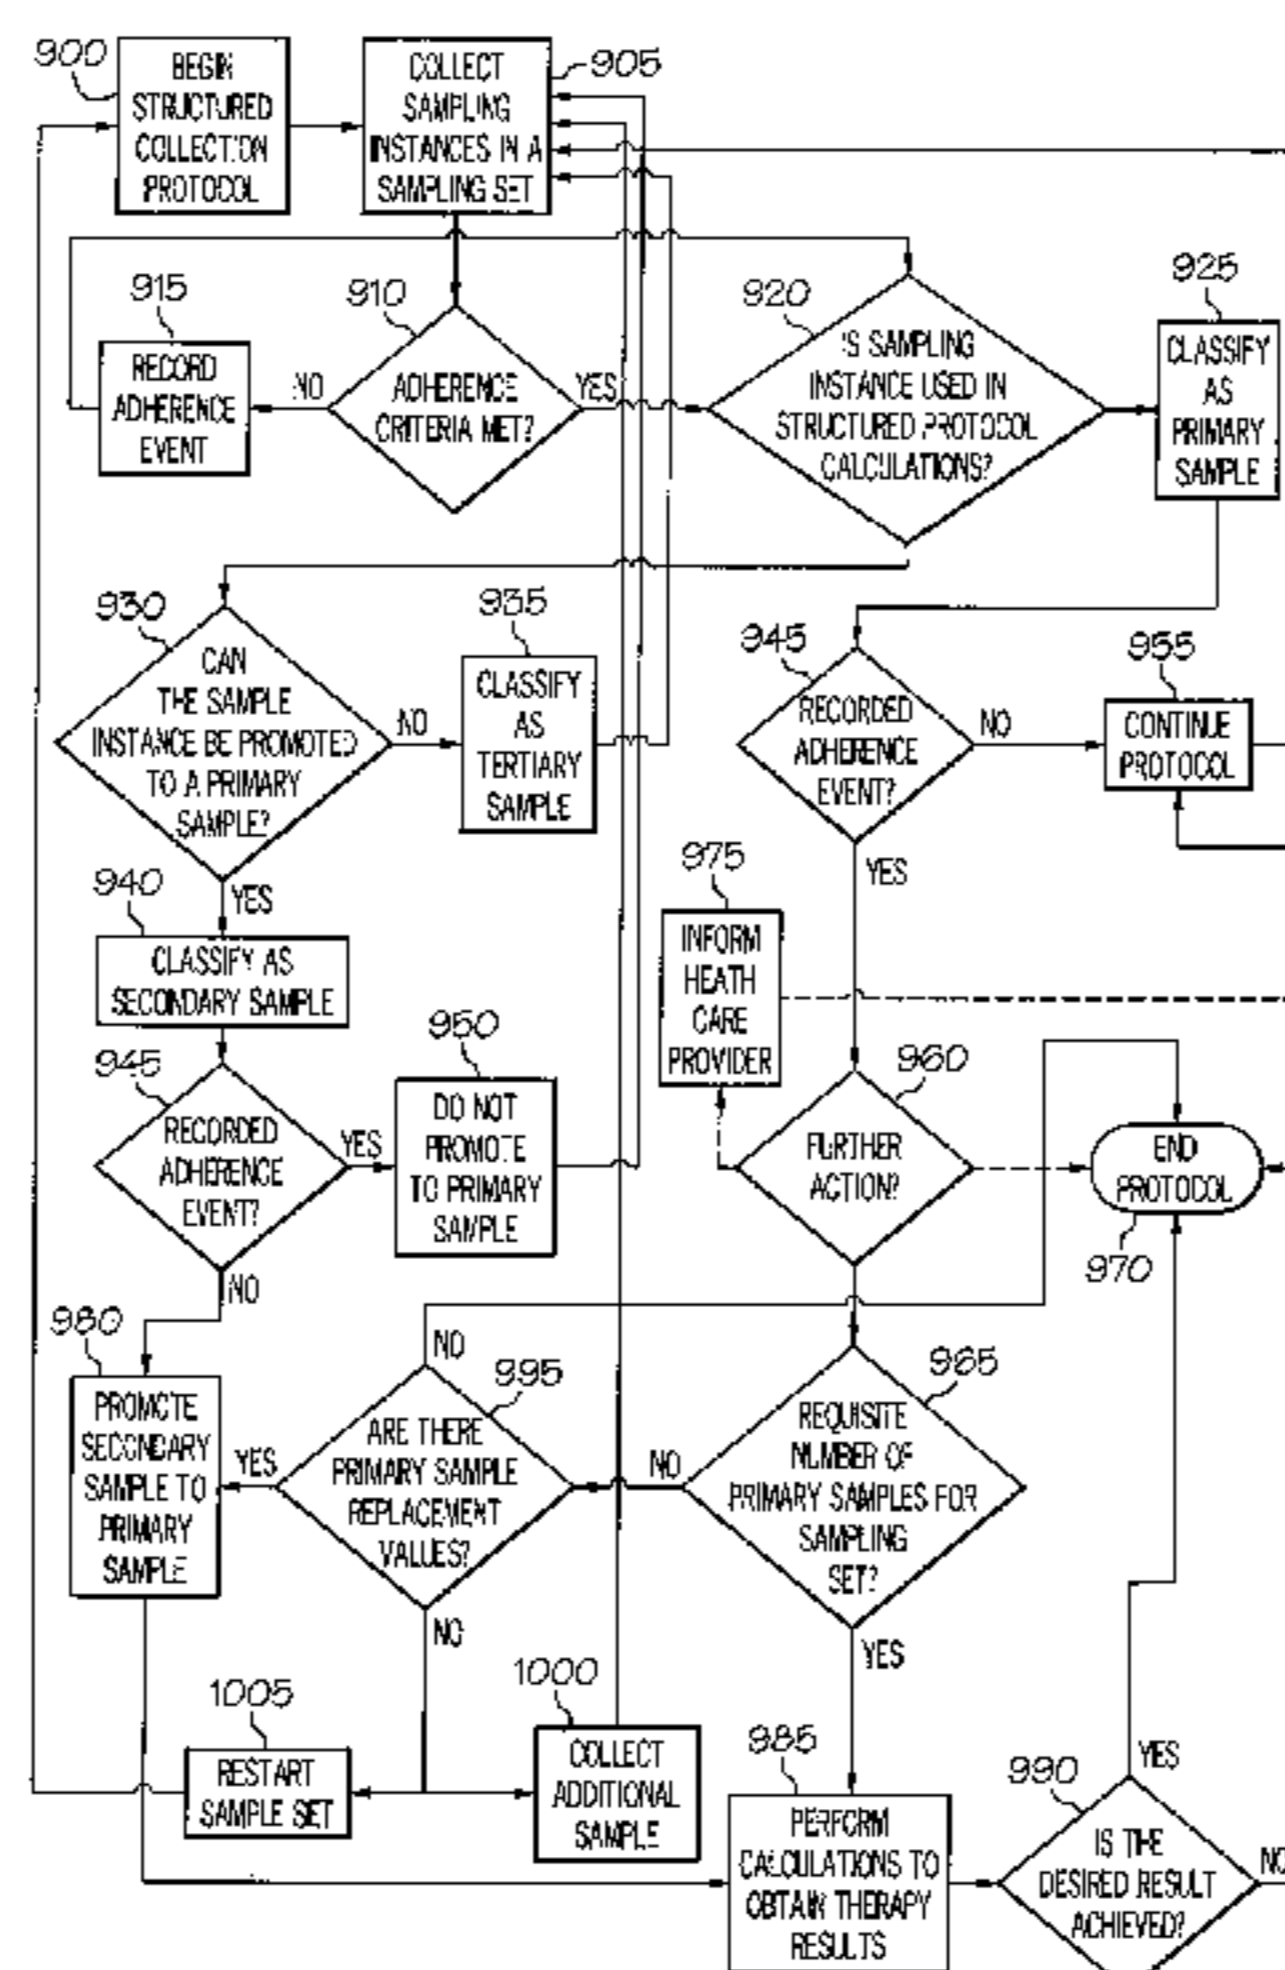 900
BEGIN
STRUCTURED
COLLECTION
PROTOCOL
COLLECT
SAMPLING
INSTANCES IN A
SAMPLING SET
905
915
RECORD
ADHERENCE
EVENT
NO
910
ADHERENCE
CRITERIA MET?
YES
920
IS SAMPLING
INSTANCE USED IN
STRUCTURED PROTOCOL
CALCULATIONS?
925
CLASSIFY
AS
PRIMARY
SAMPLE
930
CAN
THE SAMPLE
INSTANCE BE PROMOTED
TO A PRIMARY
SAMPLE?
NO
935
CLASSIFY
AS
TERTIARY
SAMPLE
945
RECORDED
ADHERENCE
EVENT?
NO
955
CONTINUE
PROTOCOL
YES
YES
940
CLASSIFY AS
SECONDARY SAMPLE
975
INFORM
HEATH
CARE
PROVIDER
945
RECORDED
ADHERENCE
EVENT?
YES
950
DO NOT
PROMOTE
TO PRIMARY
SAMPLE
960
FURTHER
ACTION?
END
PROTOCOL
970
NO
980
PROMOTE
SECONDARY
SAMPLE TO
PRIMARY
SAMPLE
YES
NO
995
ARE THERE
PRIMARY SAMPLE
REPLACEMENT
VALUES?
NO
965
REQUISITE
NUMBER OF
PRIMARY SAMPLES FOR
SAMPLING
SET?
NO
YES
1005
RESTART
SAMPLE SET
1000
COLLECT
ADDITIONAL
SAMPLE
985
PERFORM
CALCULATIONS TO
OBTAIN THERAPY
RESULTS
990
IS THE
DESIRED RESULT
ACHIEVED?
YES
NO